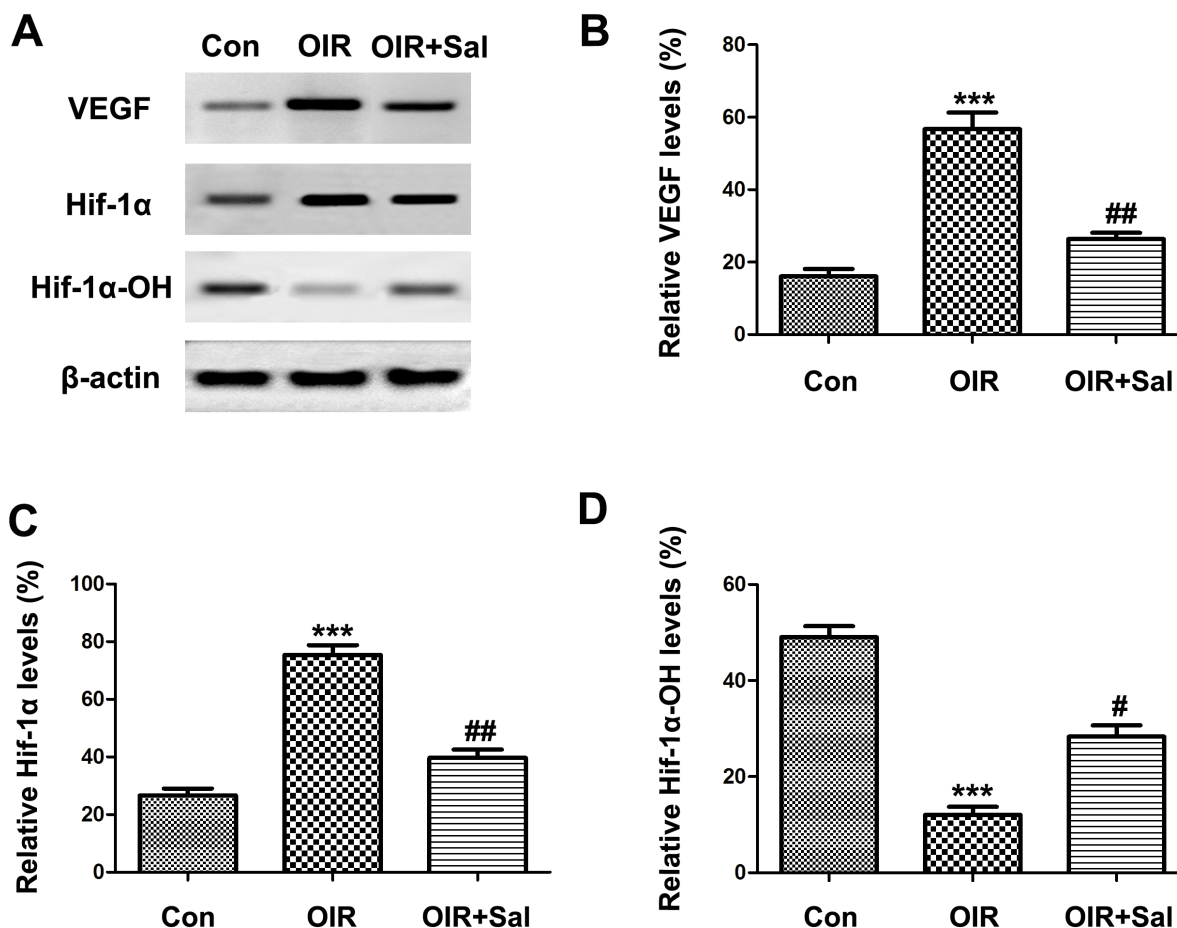 A
Con OIR OIR+Sal
VEGF
Hif-1α
Hif-1α-OH
β-actin
B
Relative VEGF levels (%)
80
60
40
20
0
***
##
Con OIR OIR+Sal
C
Relative Hif-1α levels (%)
100
80
60
40
20
0
***
##
Con OIR OIR+Sal
D
Relative Hif-1α-OH levels (%)
60
40
20
0
***
#
Con OIR OIR+Sal